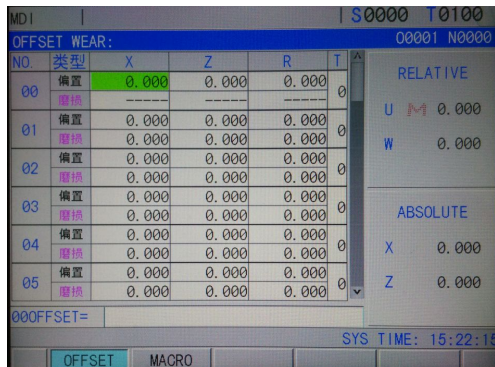 MDI S0000 T0100
OFFSET WEAR: O0001 N0000
NO. 类型 X Z R T
00 偏置 0.000 0.000 0.000 0
磨损 ----- ----- -----
01 偏置 0.000 0.000 0.000 0
磨损 0.000 0.000 0.000
02 偏置 0.000 0.000 0.000 0
磨损 0.000 0.000 0.000
03 偏置 0.000 0.000 0.000 0
磨损 0.000 0.000 0.000
04 偏置 0.000 0.000 0.000 0
磨损 0.000 0.000 0.000
05 偏置 0.000 0.000 0.000 0
磨损 0.000 0.000 0.000
RELATIVE
U 0.000
W 0.000
ABSOLUTE
X 0.000
Z 0.000
00OFFSET=
SYS TIME: 15:22:15
OFFSET MACRO